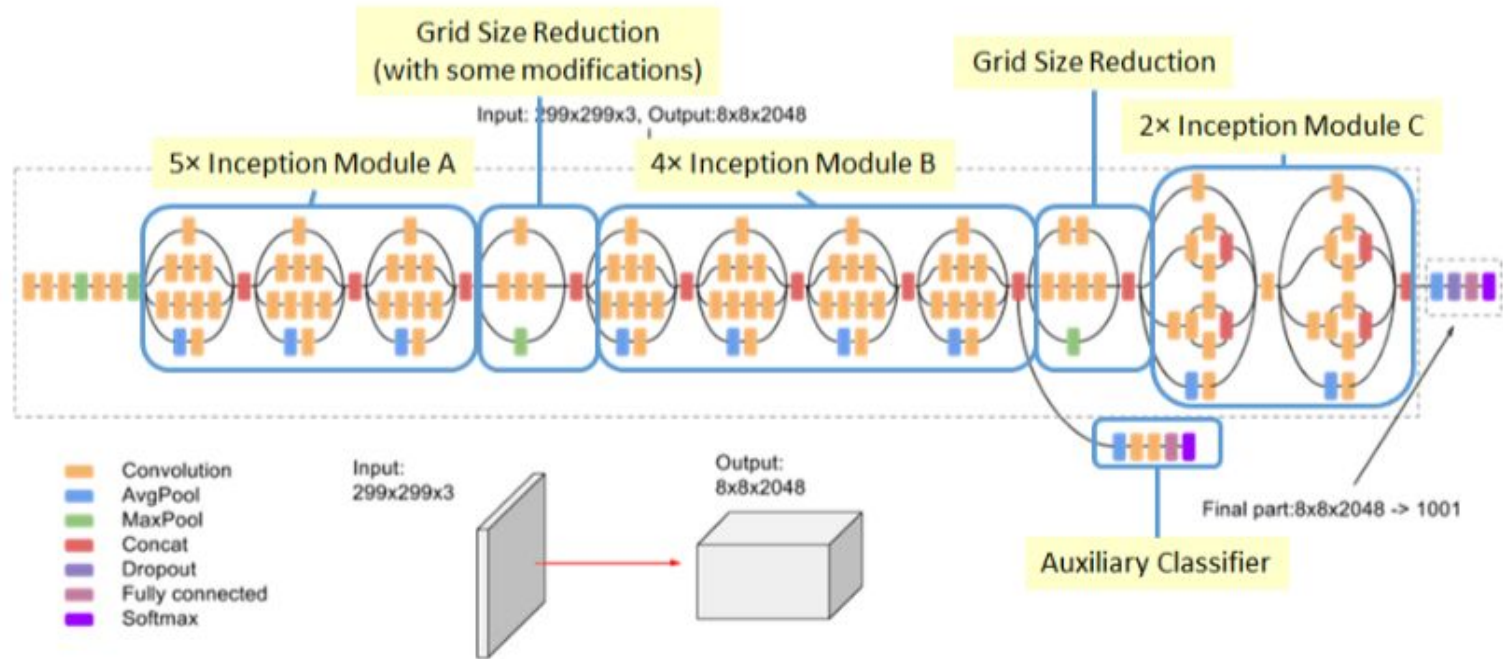 Grid Size Reduction
(with some modifications)
Grid Size Reduction
Input: 299x299x3, Output:8x8x2048
2× Inception Module C
5× Inception Module A
4× Inception Module B
Convolution
AvgPool
MaxPool
Concat
Dropout
Fully connected
Softmax
Input:
299x299x3
Output:
8x8x2048
Final part:8x8x2048 -> 1001
Auxiliary Classifier